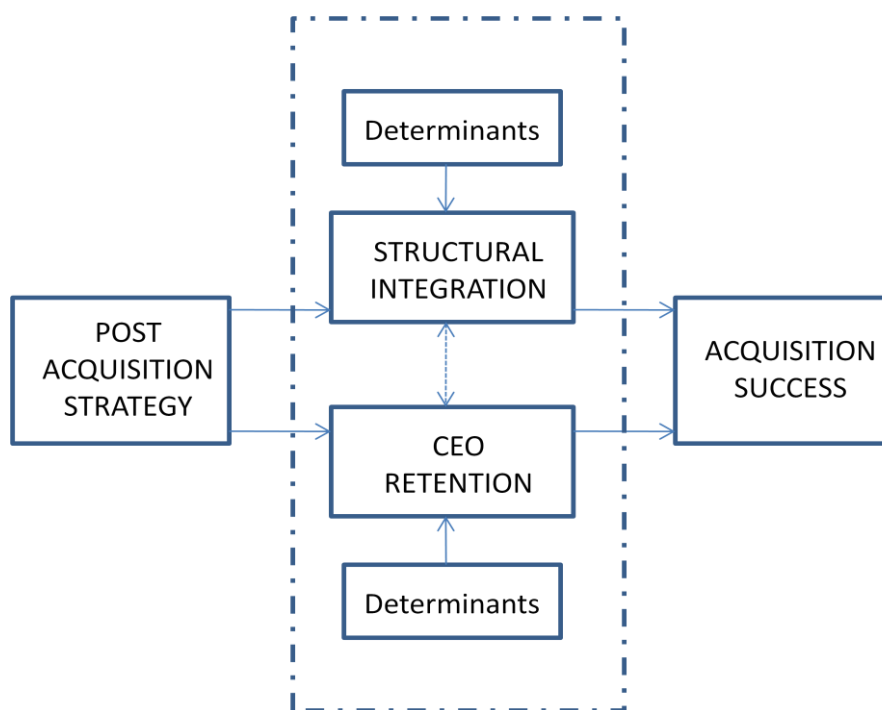 Determinants
STRUCTURAL
INTEGRATION
POST
ACQUISITION
STRATEGY
ACQUISITION
SUCCESS
CEO
RETENTION
Determinants